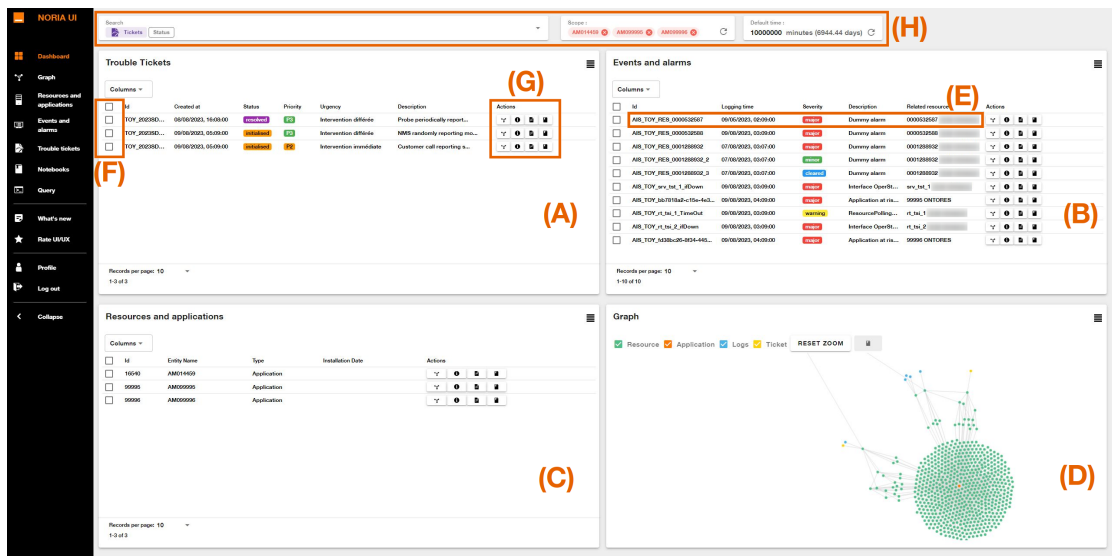 NORIA UI
Dashboard
Graph
Resources and
applications
Events and
alarms
Trouble tickets
Notebooks
Query
What's new
Rate UI/UX
Profile
Log out
Collapse
Search
Tickets Status
Scope :
AM014459 AM099995 AM099996
Default time :
10000000 minutes (6944.44 days)
(H)
Trouble Tickets
(G)
Columns
Id Created at Status Priority Urgency Description Actions
TOY_2023SD... 08/08/2023, 16:08:00 resolved P3 Intervention différée Probe periodically report...
TOY_2023SD... 09/08/2023, 05:09:00 initialised P3 Intervention différée NMS randomly reporting mo...
TOY_2023SD... 09/08/2023, 05:09:00 initialised P2 Intervention immédiate Customer call reporting s...
(F)
(A)
Records per page: 10
1-3 of 3
Events and alarms
Columns
(E)
Id Logging time Severity Description Related resource Actions
AIS_TOY_RES_0000532587 09/05/2023, 02:09:00 major Dummy alarm 0000532587
AIS_TOY_RES_0000532588 09/08/2023, 03:09:00 major Dummy alarm 0000532588
AIS_TOY_RES_0001288932 07/08/2023, 03:07:00 major Dummy alarm 0001288932
AIS_TOY_RES_0001288932_2 07/08/2023, 03:07:00 minor Dummy alarm 0001288932
AIS_TOY_RES_0001288932_3 07/08/2023, 03:07:00 cleared Dummy alarm 0001288932
AIS_TOY_srv_tst_1_ifDown 09/08/2023, 03:09:00 major Interface OperSt... srv_tst_1
AIS_TOY_bb7818a2-c15e-4e3... 09/08/2023, 04:09:00 major Application at ris... 99995 ONTORES
AIS_TOY_rt_tsi_1_TimeOut 09/08/2023, 03:09:00 warning ResourcePolling... rt_tsi_1
AIS_TOY_rt_tsi_2_ifDown 09/08/2023, 03:09:00 major Interface OperSt... rt_tsi_2
AIS_TOY_fd38bc26-8f34-445... 09/08/2023, 04:09:00 major Application at ris... 99996 ONTORES
(B)
Records per page: 10
1-10 of 10
Resources and applications
Columns
Id Entity Name Type Installation Date Actions
16540 AM014459 Application
99995 AM099995 Application
99996 AM099996 Application
(C)
Records per page: 10
1-3 of 3
Graph
Resource Application Logs Ticket RESET ZOOM
(D)